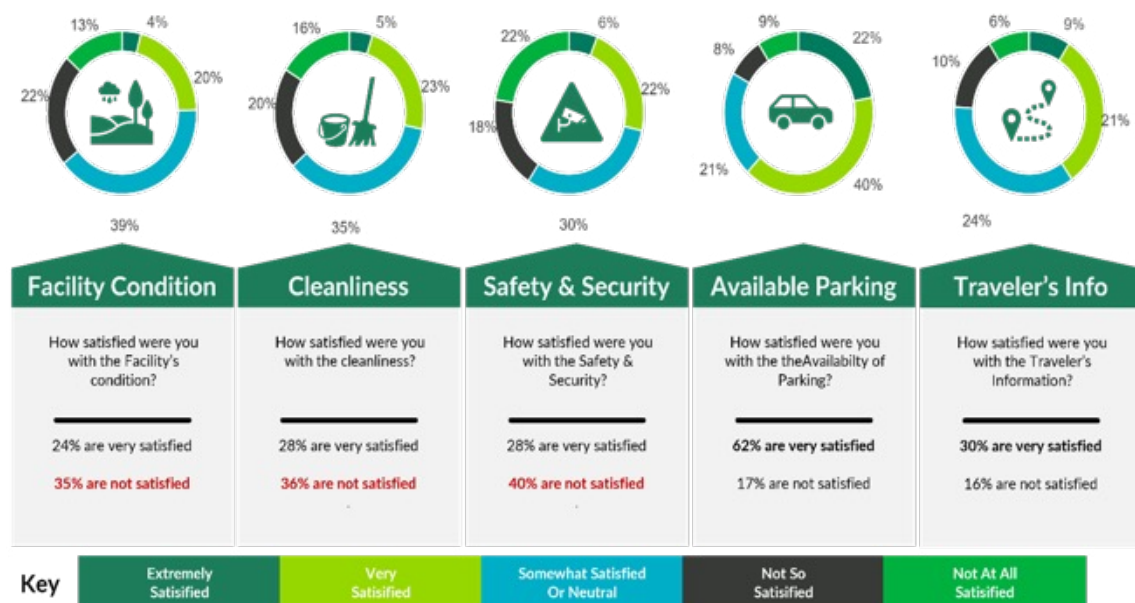 13%
4%
20%
22%
39%
16%
5%
23%
20%
35%
22%
6%
22%
18%
30%
9%
22%
8%
21%
40%
6%
9%
10%
21%
24%
Facility Condition
How satisfied were you
with the Facility's
condition?
24% are very satisfied
35% are not satisfied
Cleanliness
How satisfied were you
with the cleanliness?
28% are very satisfied
36% are not satisfied
Safety & Security
How satisfied were you
with the Safety &
Security?
28% are very satisfied
40% are not satisfied
Available Parking
How satisfied were you
with the theAvailabilty of
Parking?
62% are very satisfied
17% are not satisfied
Traveler's Info
How satisfied were you
with the Traveler's
Information?
30% are very satisfied
16% are not satisfied
Key
Extremely
Satisified
Very
Satisified
Somewhat Satisfied
Or Neutral
Not So
Satisified
Not At All
Satisified